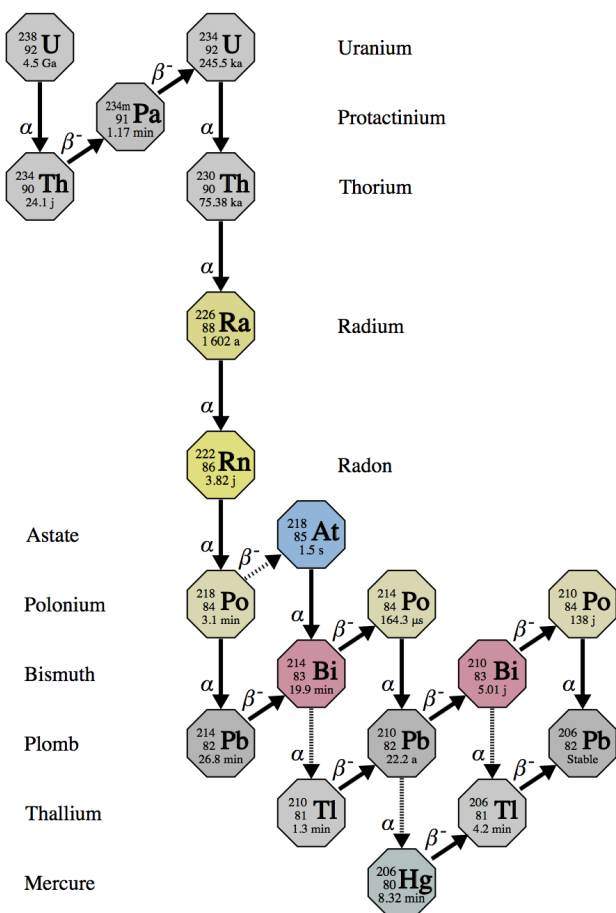 238
92 U
4.5 Ga
234
92 U
245.5 ka
Uranium
β-
234m
91 Pa
1.17 min
Protactinium
α
β-
α
234
90 Th
24.1 j
230
90 Th
75.38 ka
Thorium
α
226
88 Ra
1 602 a
Radium
α
222
86 Rn
3.82 j
Radon
Astate
α
β-
218
85 At
1.5 s
Polonium
218
84 Po
3.1 min
α
β-
214
84 Po
164.3 μs
β-
210
84 Po
138 j
Bismuth
α
β-
214
83 Bi
19.9 min
α
β-
210
83 Bi
5.01 j
α
Plomb
214
82 Pb
26.8 min
α
β-
210
82 Pb
22.2 a
α
β-
206
82 Pb
Stable
Thallium
210
81 Tl
1.3 min
α
β-
206
81 Tl
4.2 min
Mercure
206
80 Hg
8.32 min